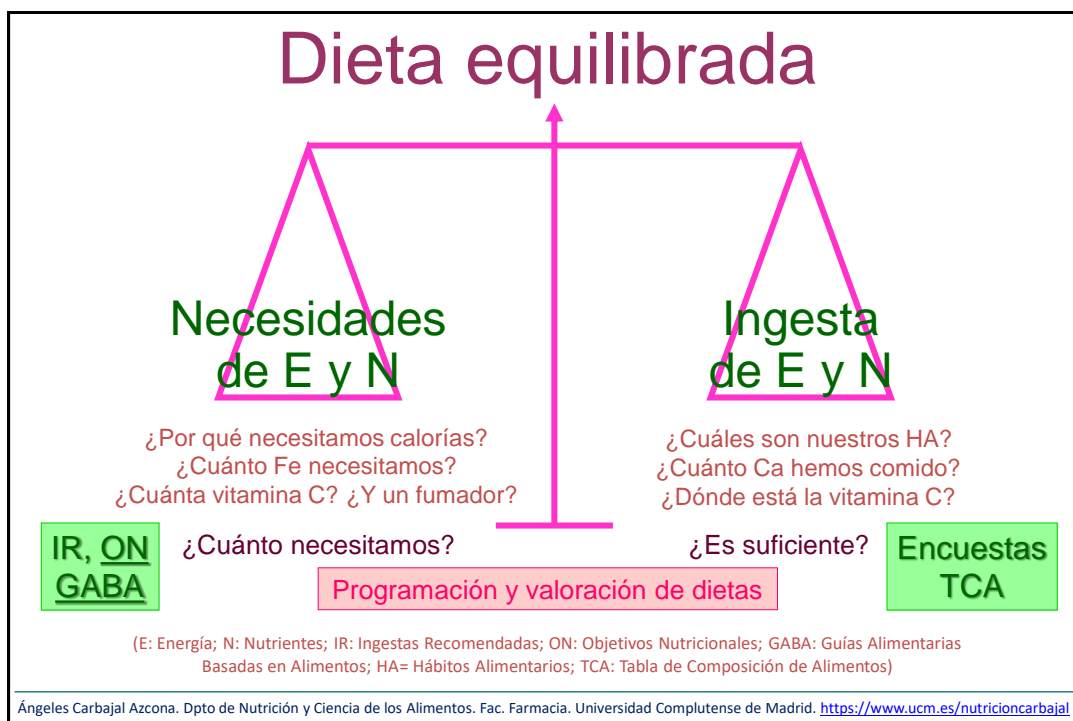 Dieta equilibrada
Necesidades
de E y N
Ingesta
de E y N
¿Por qué necesitamos calorías?
¿Cuánto Fe necesitamos?
¿Cuánta vitamina C? ¿Y un fumador?
¿Cuáles son nuestros HA?
¿Cuánto Ca hemos comido?
¿Dónde está la vitamina C?
IR, ON
GABA
¿Cuánto necesitamos?
¿Es suficiente?
Encuestas
TCA
Programación y valoración de dietas
(E: Energía; N: Nutrientes; IR: Ingestas Recomendadas; ON: Objetivos Nutricionales; GABA: Guías Alimentarias
Basadas en Alimentos; HA= Hábitos Alimentarios; TCA: Tabla de Composición de Alimentos)
Ángeles Carbajal Azcona. Dpto de Nutrición y Ciencia de los Alimentos. Fac. Farmacia. Universidad Complutense de Madrid. https://www.ucm.es/nutricioncarbajal